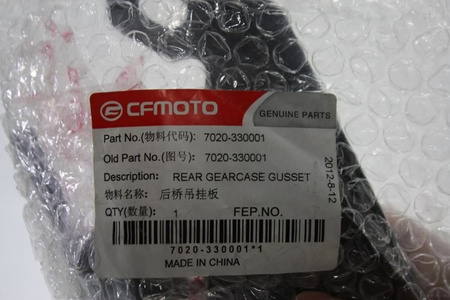 CFMOTO
GENUINE PARTS
Part No.(物料代码): 7020-330001
Old Part No.(图号): 7020-330001
Description: REAR GEARCASE GUSSET
物料名称: 后桥吊挂板
QTY(数量): 1 FEP.NO.
2012-8-12
7020-330001*1
MADE IN CHINA